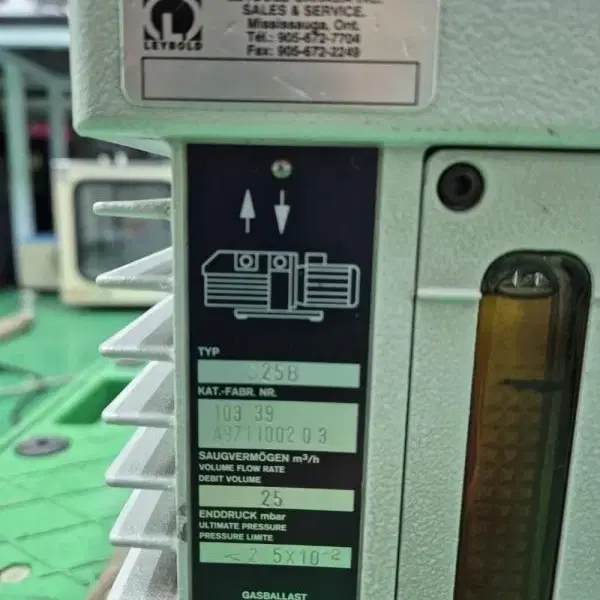 LEYBOLD
SALES & SERVICE.
Mississauga, Ont.
Tél.: 905-672-7704
Fax: 905-672-2249
TYP
S25B
KAT.-FABR. NR.
103 39
A9711002 0 3
SAUGVERMÖGEN m³/h
VOLUME FLOW RATE
DEBIT VOLUME
25
ENDDRUCK mbar
ULTIMATE PRESSURE
PRESSURE LIMITE
<2,5X10⁻²
GASBALLAST